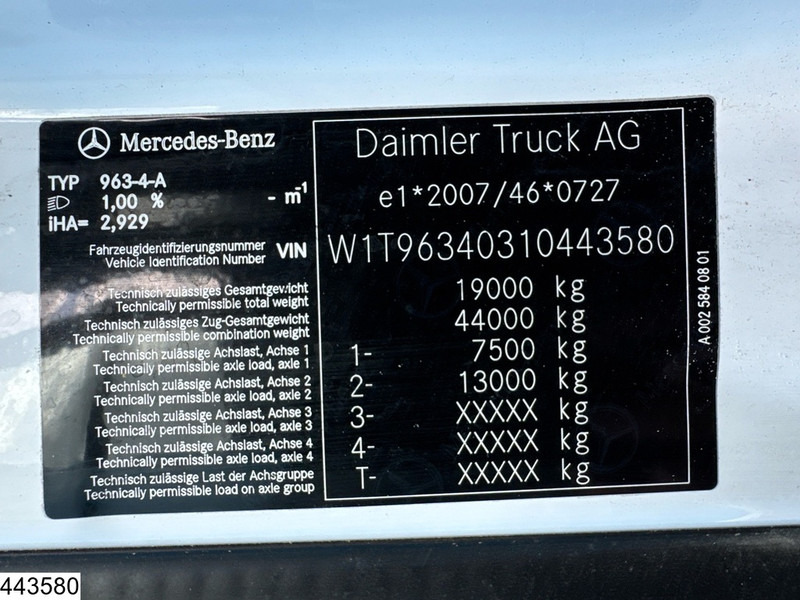 Mercedes-Benz
TYP 963-4-A
1,00 % - m-1
iHA= 2,929
Daimler Truck AG
e1*2007/46*0727
Fahrzeugidentifizierungsnummer
Vehicle Identification Number
VIN W1T96340310443580
Technisch zulässiges Gesamtgewicht
Technically permissible total weight
19000 kg
Technisch zulässiges Zug-Gesamtgewicht
Technically permissible combination weight
44000 kg
Technisch zulässige Achslast, Achse 1
Technically permissible axle load, axle 1
1- 7500 kg
Technisch zulässige Achslast, Achse 2
Technically permissible axle load, axle 2
2- 13000 kg
Technisch zulässige Achslast, Achse 3
Technically permissible axle load, axle 3
3- XXXXX kg
Technisch zulässige Achslast, Achse 4
Technically permissible axle load, axle 4
4- XXXXX kg
Technisch zulässige Last der Achsgruppe
Technically permissible load on axle group
T- XXXXX kg
A 002 584 08 01
443580